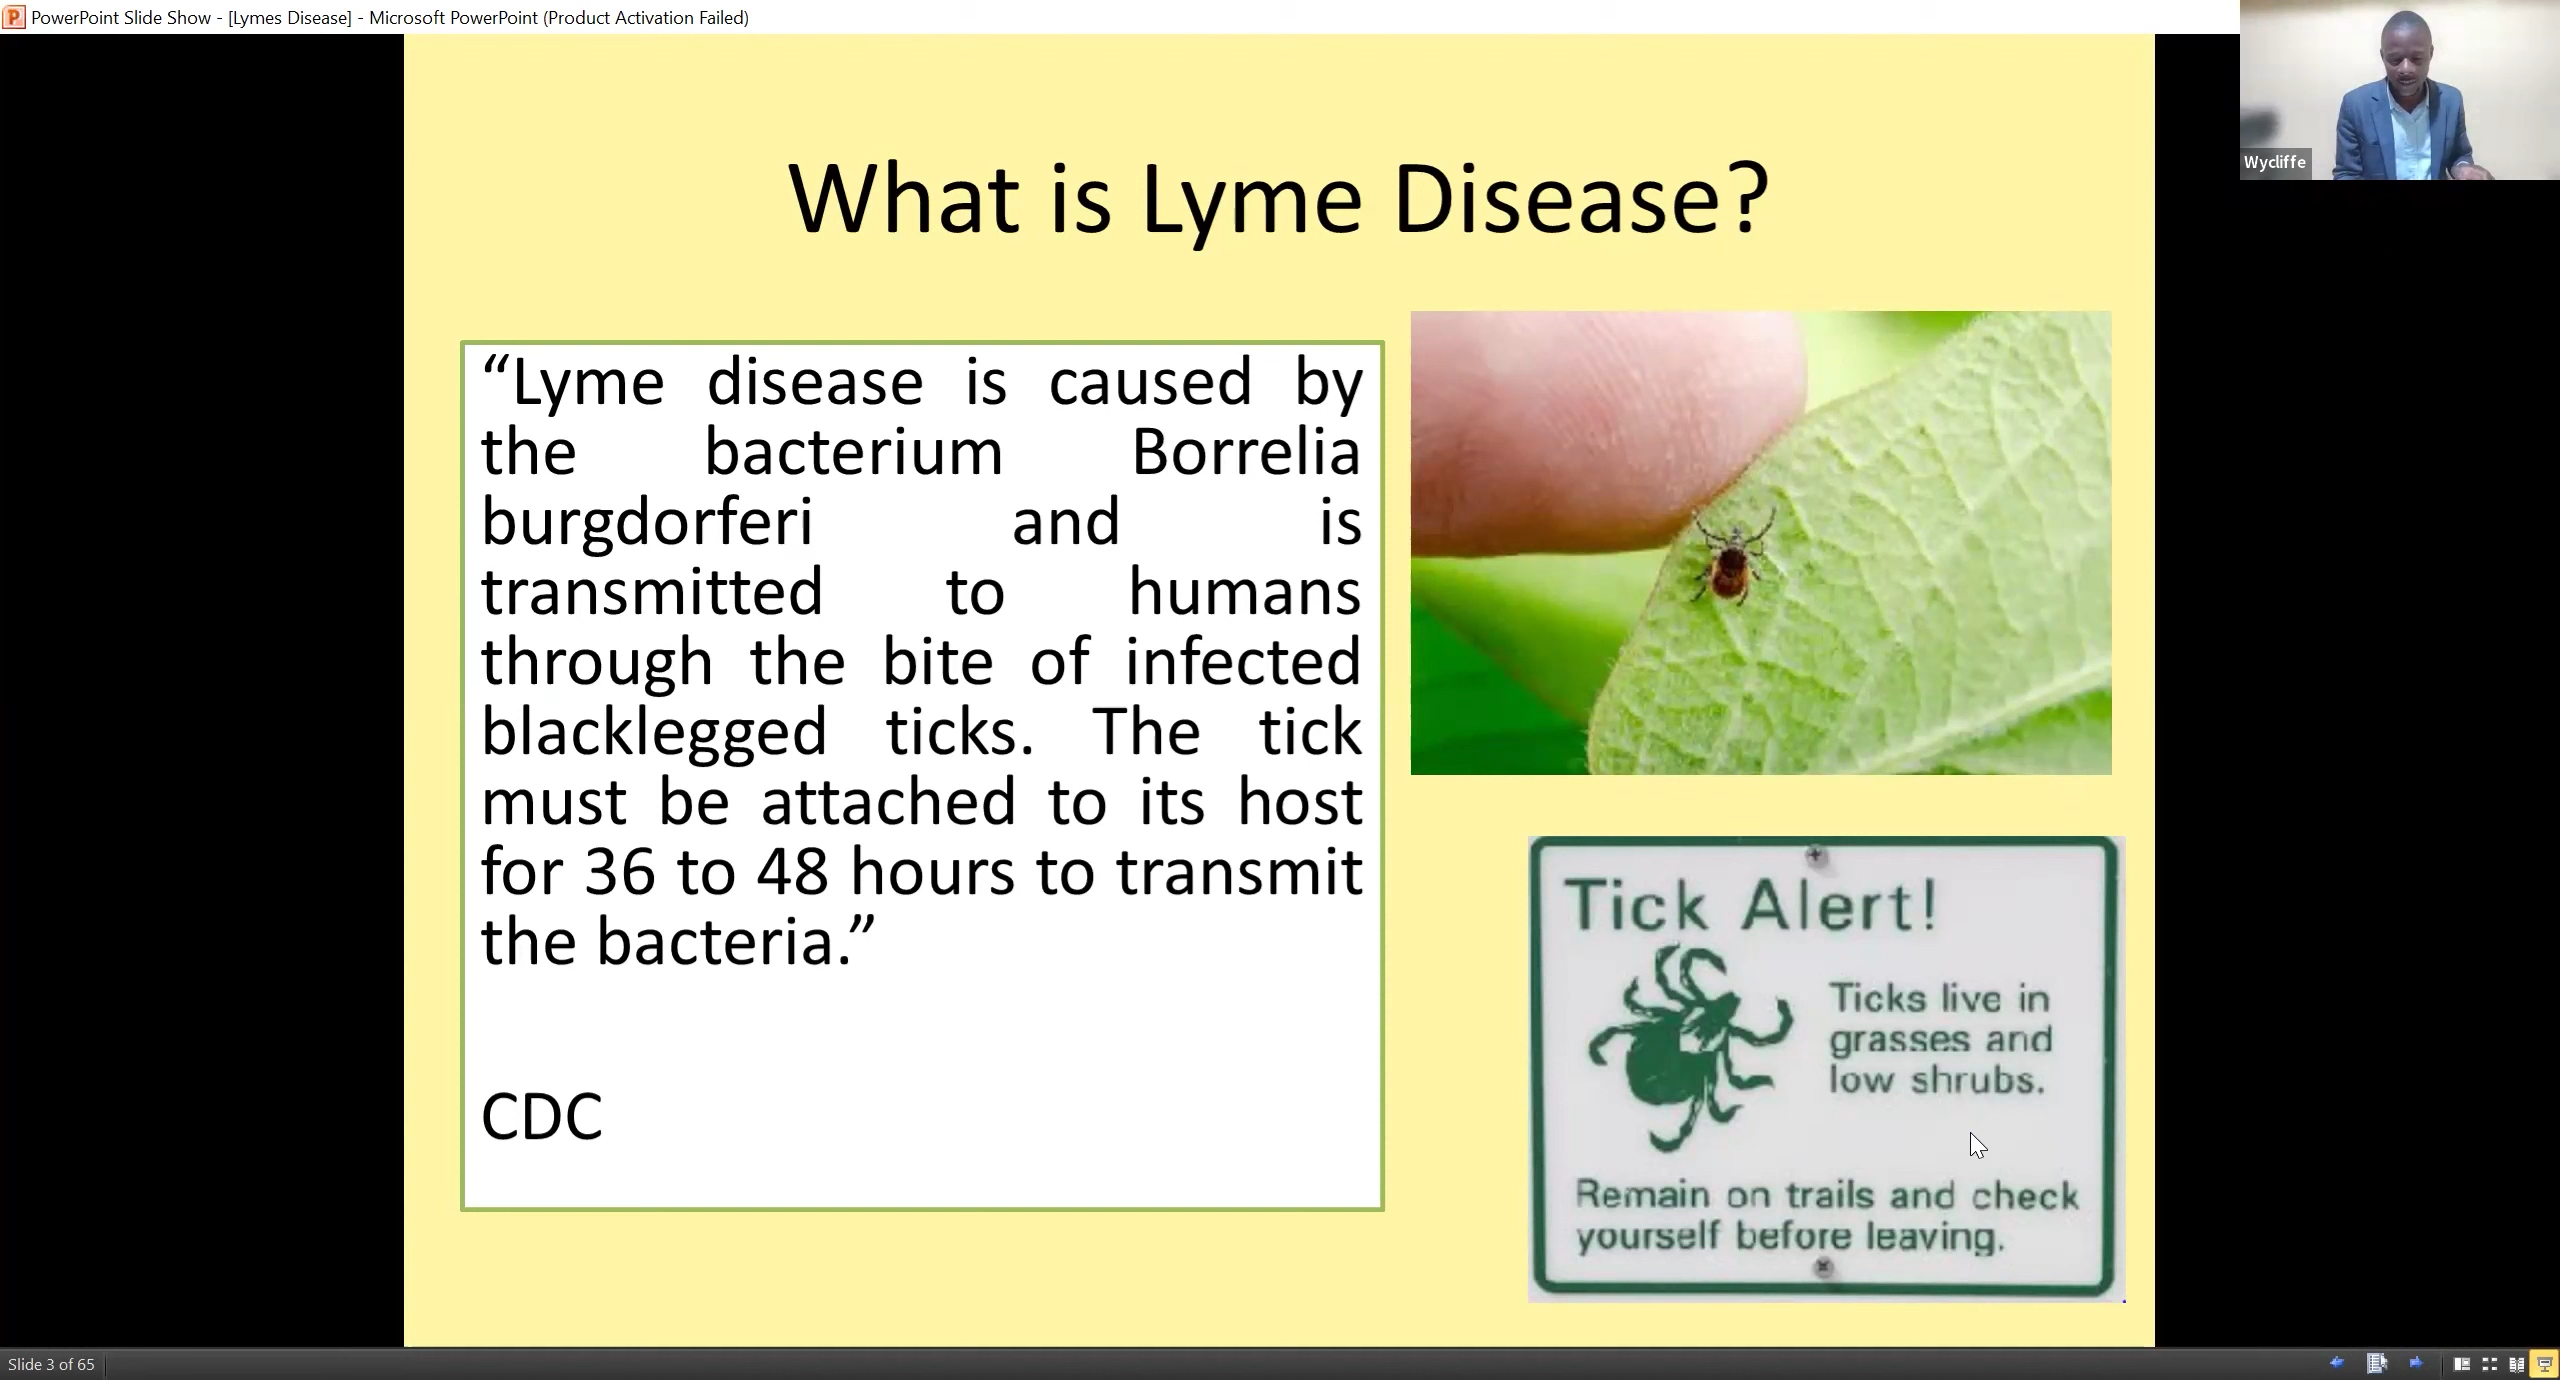 PowerPoint Slide Show - [Lymes Disease] - Microsoft PowerPoint (Product Activation Failed)
Wycliffe
What is Lyme Disease?
“Lyme disease is caused by
the bacterium Borrelia
burgdorferi and is
transmitted to humans
through the bite of infected
blacklegged ticks. The tick
must be attached to its host
for 36 to 48 hours to transmit
the bacteria.”
CDC
Tick Alert!
Ticks live in
grasses and
low shrubs.
Remain on trails and check
yourself before leaving.
Slide 3 of 65